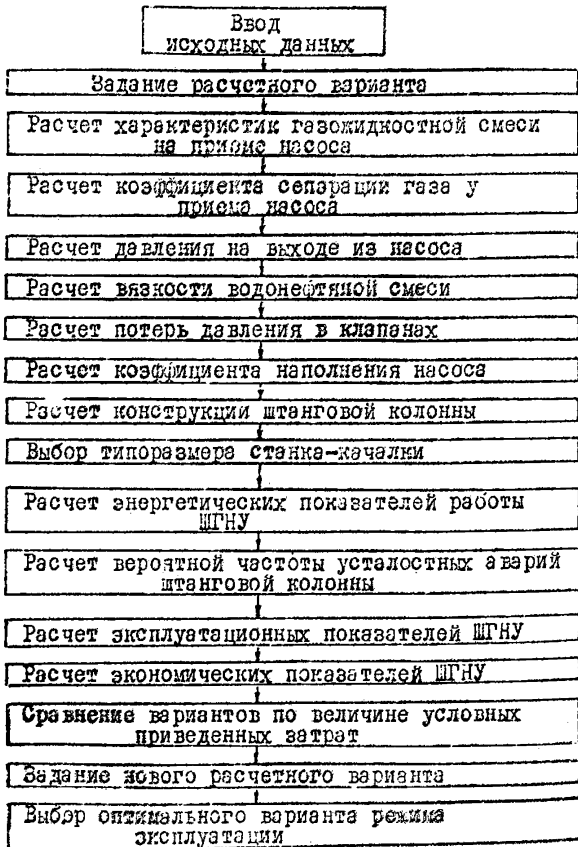 Ввод
исходных данных
Задание расчетного варианта
Расчет характеристик газожидкостной смеси
на приеме насоса
Расчет коэффициента сепарации газа у
приема насоса
Расчет давления на выходе из насоса
Расчет вязкости водонефтяной смеси
Расчет потерь давления в клапанах
Расчет коэффициента наполнения насоса
Расчет конструкции штанговой колонны
Выбор типоразмера станка-качалки
Расчет энергетических показателей работы
ШГНУ
Расчет вероятной частоты усталостных аварий
штанговой колонны
Расчет эксплуатационных показателей ШГНУ
Расчет экономических показателей ШГНУ
Сравнение вариантов по величине условных
приведенных затрат
Задание нового расчетного варианта
Выбор оптимального варианта режима
эксплуатации